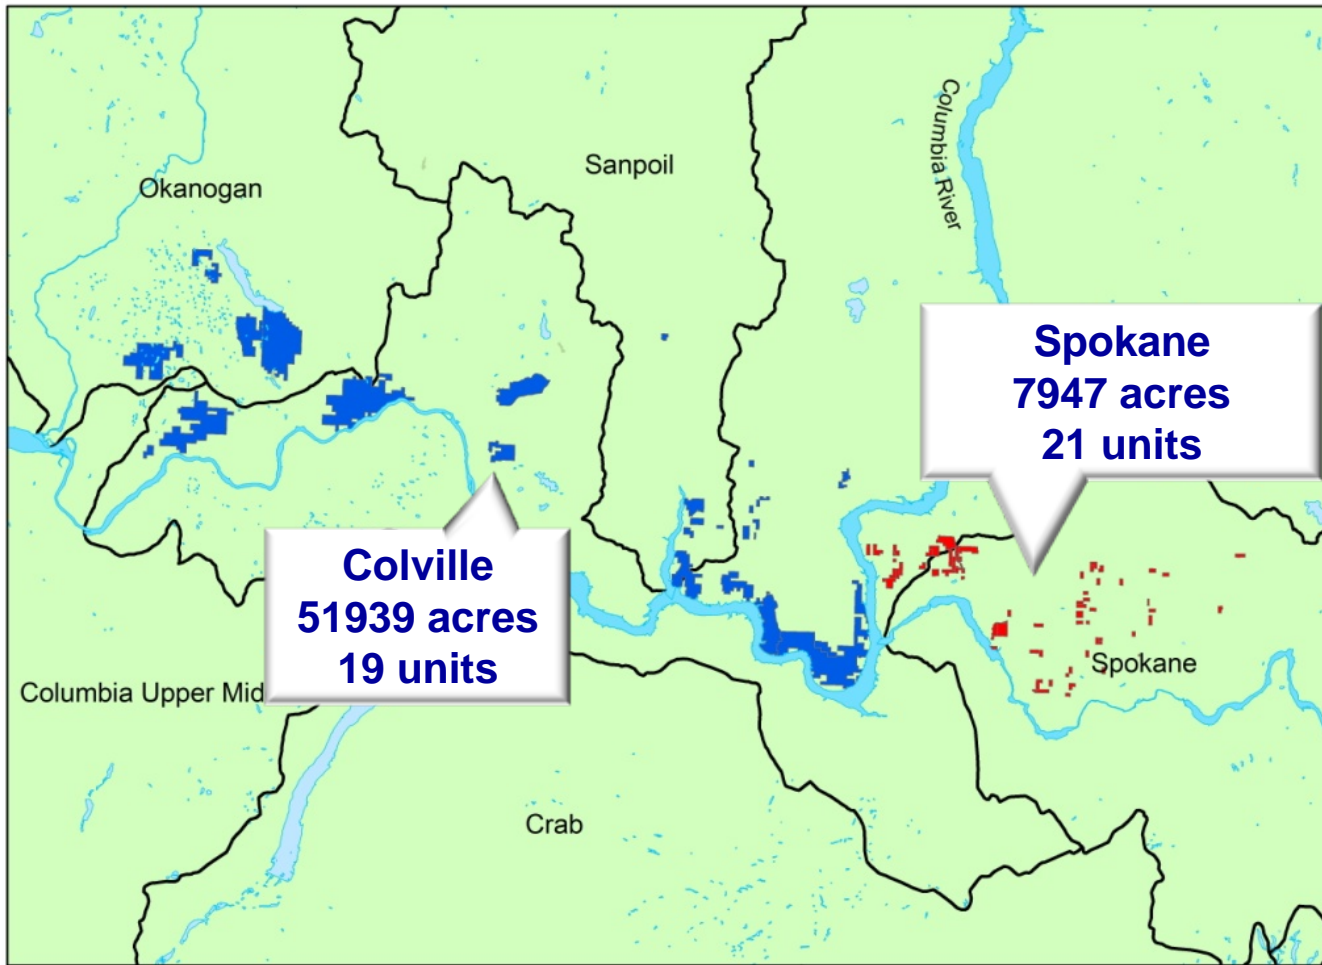 Sanpoil
Okanogan
Columbia River
Spokane
7947 acres
21 units
Colville
51939 acres
19 units
Spokane
Columbia Upper Mid
Crab